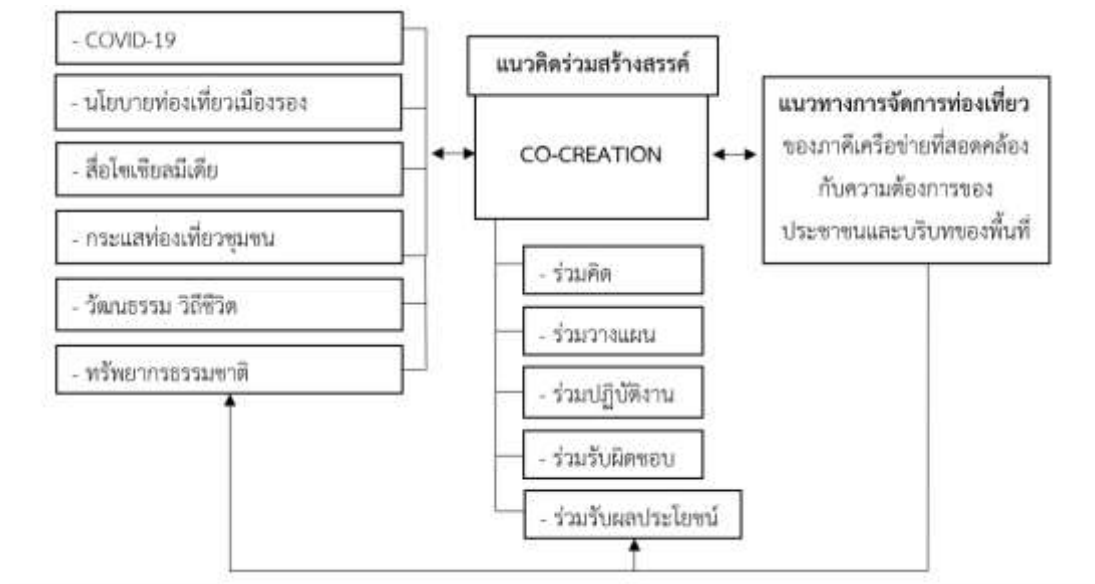 - COVID-19
- นโยบายท่องเที่ยวเมืองรอง
- สื่อโซเชียลมีเดีย
- กระแสท่องเที่ยวชุมชน
- วัฒนธรรม วิถีชีวิต
- ทรัพยากรธรรมชาติ
แนวคิดร่วมสร้างสรรค์
CO-CREATION
- ร่วมคิด
- ร่วมวางแผน
- ร่วมปฏิบัติงาน
- ร่วมรับผิดชอบ
- ร่วมรับผลประโยชน์
แนวทางการจัดการท่องเที่ยว
ของภาคีเครือข่ายที่สอดคล้อง
กับความต้องการของ
ประชาชนและบริบทของพื้นที่